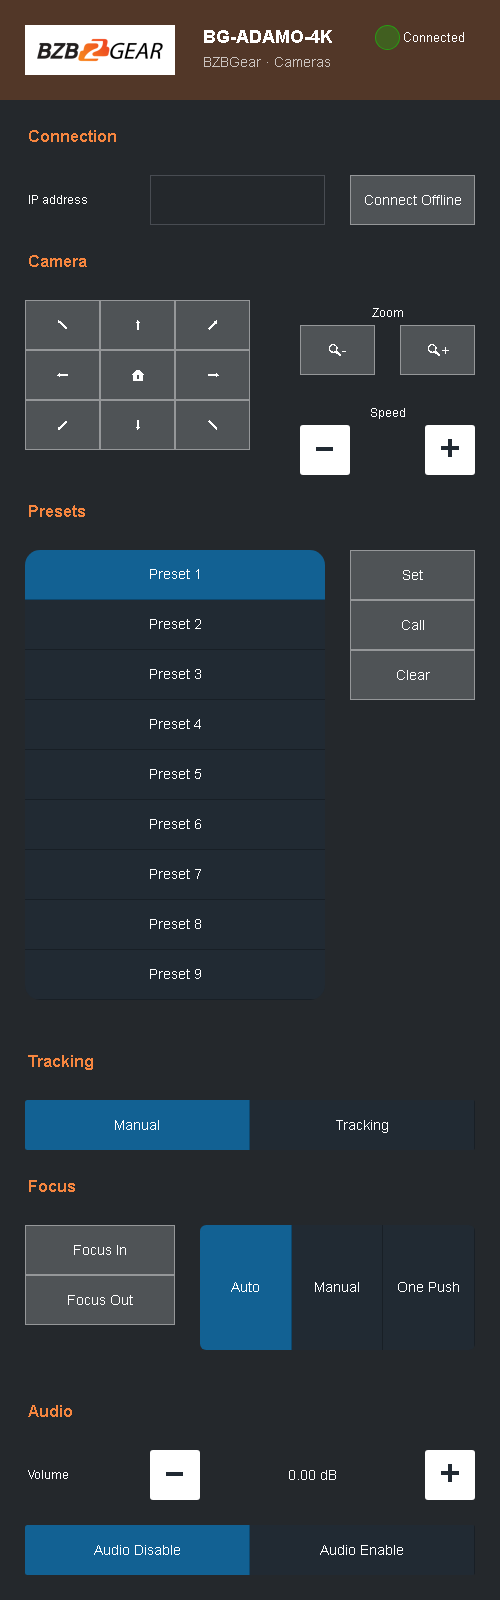 BZBGEAR
BG-ADAMO-4K
BZBGear · Cameras
Connected
Connection
IP address
Connect Offline
Camera
Zoom
-
+
Speed
Presets
Preset 1
Preset 2
Preset 3
Preset 4
Preset 5
Preset 6
Preset 7
Preset 8
Preset 9
Set
Call
Clear
Tracking
Manual
Tracking
Focus
Focus In
Focus Out
Auto
Manual
One Push
Audio
Volume
0.00 dB
Audio Disable
Audio Enable